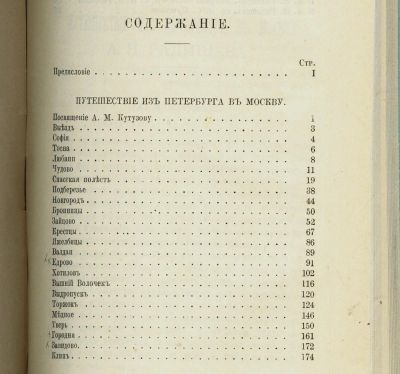 СОДЕРЖАНІЕ.
Стр.
Предисловіе I
ПУТЕШЕСТВІЕ ИЗЪ ПЕТЕРБУРГА ВЪ МОСКВУ.
Посвященіе А. М. Кутузову 1
Выѣздъ 3
Софія 4
Тосна 6
Любани 8
Чудово 11
Спасская полѣсть 19
Подберезье 38
Новгородъ 44
Бронницы 50
Зайцово 52
Крестцы 67
Яжелбицы 86
Валдаи 89
Едрово 91
Хотиловъ 102
Вышній Волочекъ 116
Выдропускъ 120
Торжокъ 124
Мѣдное 146
Тверь 150
Городня 161
Завидово 172
Клинъ 174